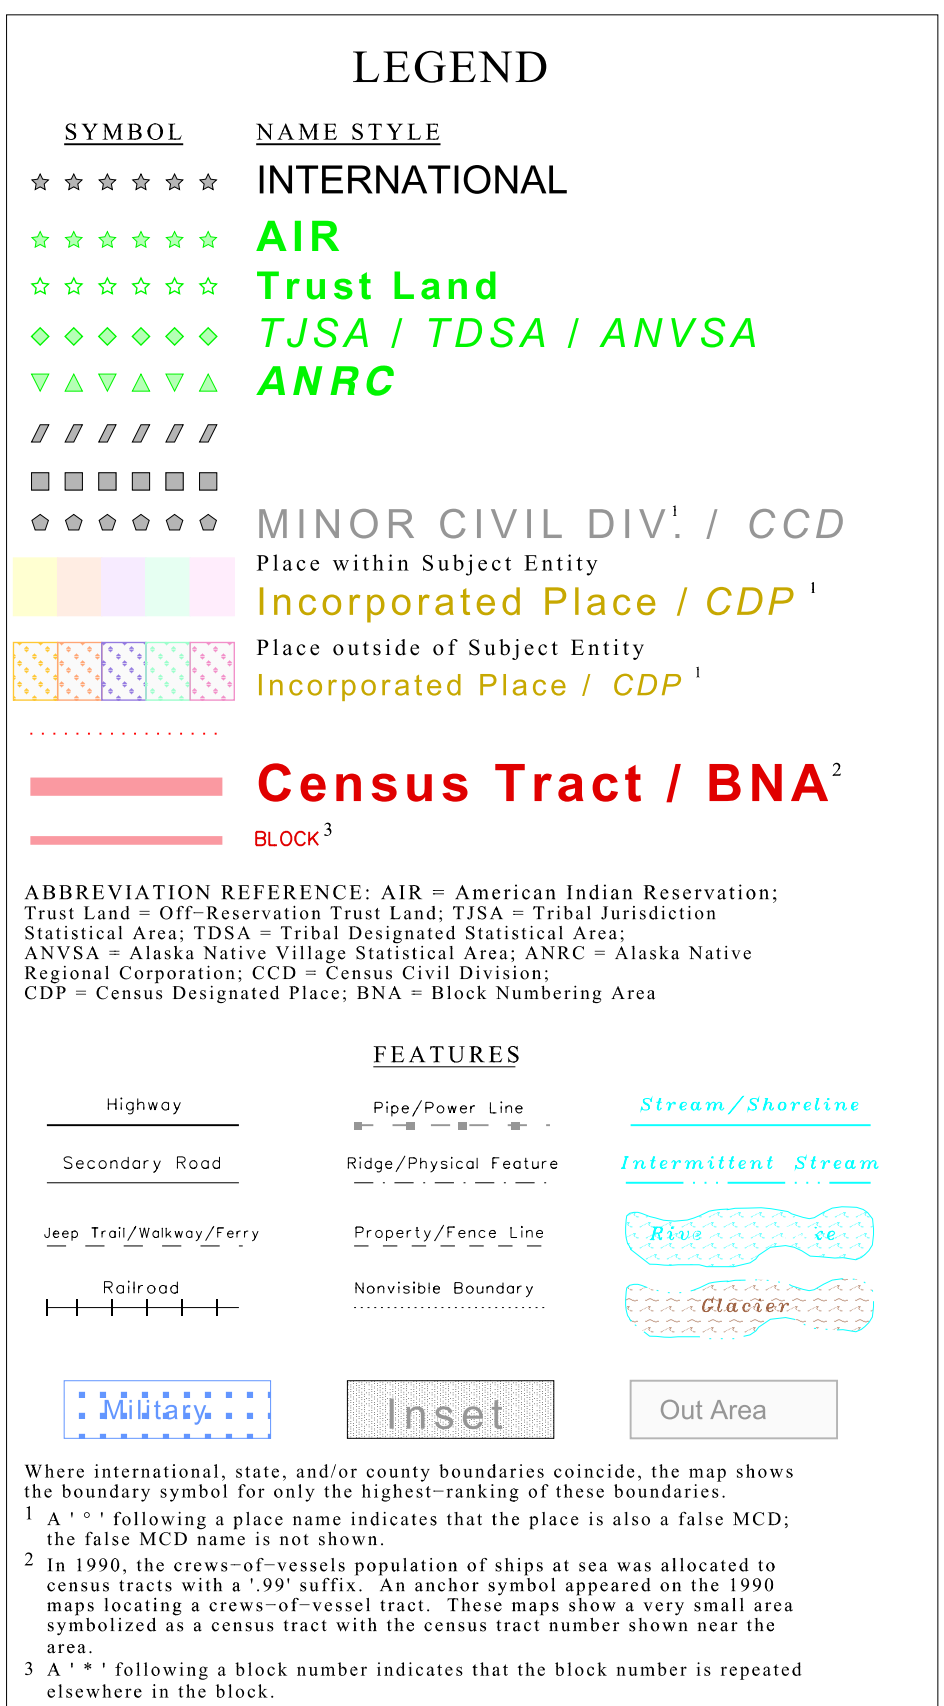 LEGEND
SYMBOL NAME STYLE
INTERNATIONAL
AIR
Trust Land
TJSA / TDSA / ANVSA
ANRC
MINOR CIVIL DIV.¹ / CCD
Place within Subject Entity
Incorporated Place / CDP ¹
Place outside of Subject Entity
Incorporated Place / CDP ¹
Census Tract / BNA²
BLOCK³
ABBREVIATION REFERENCE: AIR = American Indian Reservation;
Trust Land = Off−Reservation Trust Land; TJSA = Tribal Jurisdiction
Statistical Area; TDSA = Tribal Designated Statistical Area;
ANVSA = Alaska Native Village Statistical Area; ANRC = Alaska Native
Regional Corporation; CCD = Census Civil Division;
CDP = Census Designated Place; BNA = Block Numbering Area
FEATURES
Highway Pipe/Power Line Stream/Shoreline
Secondary Road Ridge/Physical Feature Intermittent Stream
Jeep Trail/Walkway/Ferry Property/Fence Line
Railroad Nonvisible Boundary Glacier
Military Inset Out Area
Where international, state, and/or county boundaries coincide, the map shows
the boundary symbol for only the highest−ranking of these boundaries.
1 A ' ° ' following a place name indicates that the place is also a false MCD;
the false MCD name is not shown.
2 In 1990, the crews−of−vessels population of ships at sea was allocated to
census tracts with a '.99' suffix. An anchor symbol appeared on the 1990
maps locating a crews−of−vessel tract. These maps show a very small area
symbolized as a census tract with the census tract number shown near the
area.
3 A ' * ' following a block number indicates that the block number is repeated
elsewhere in the block.